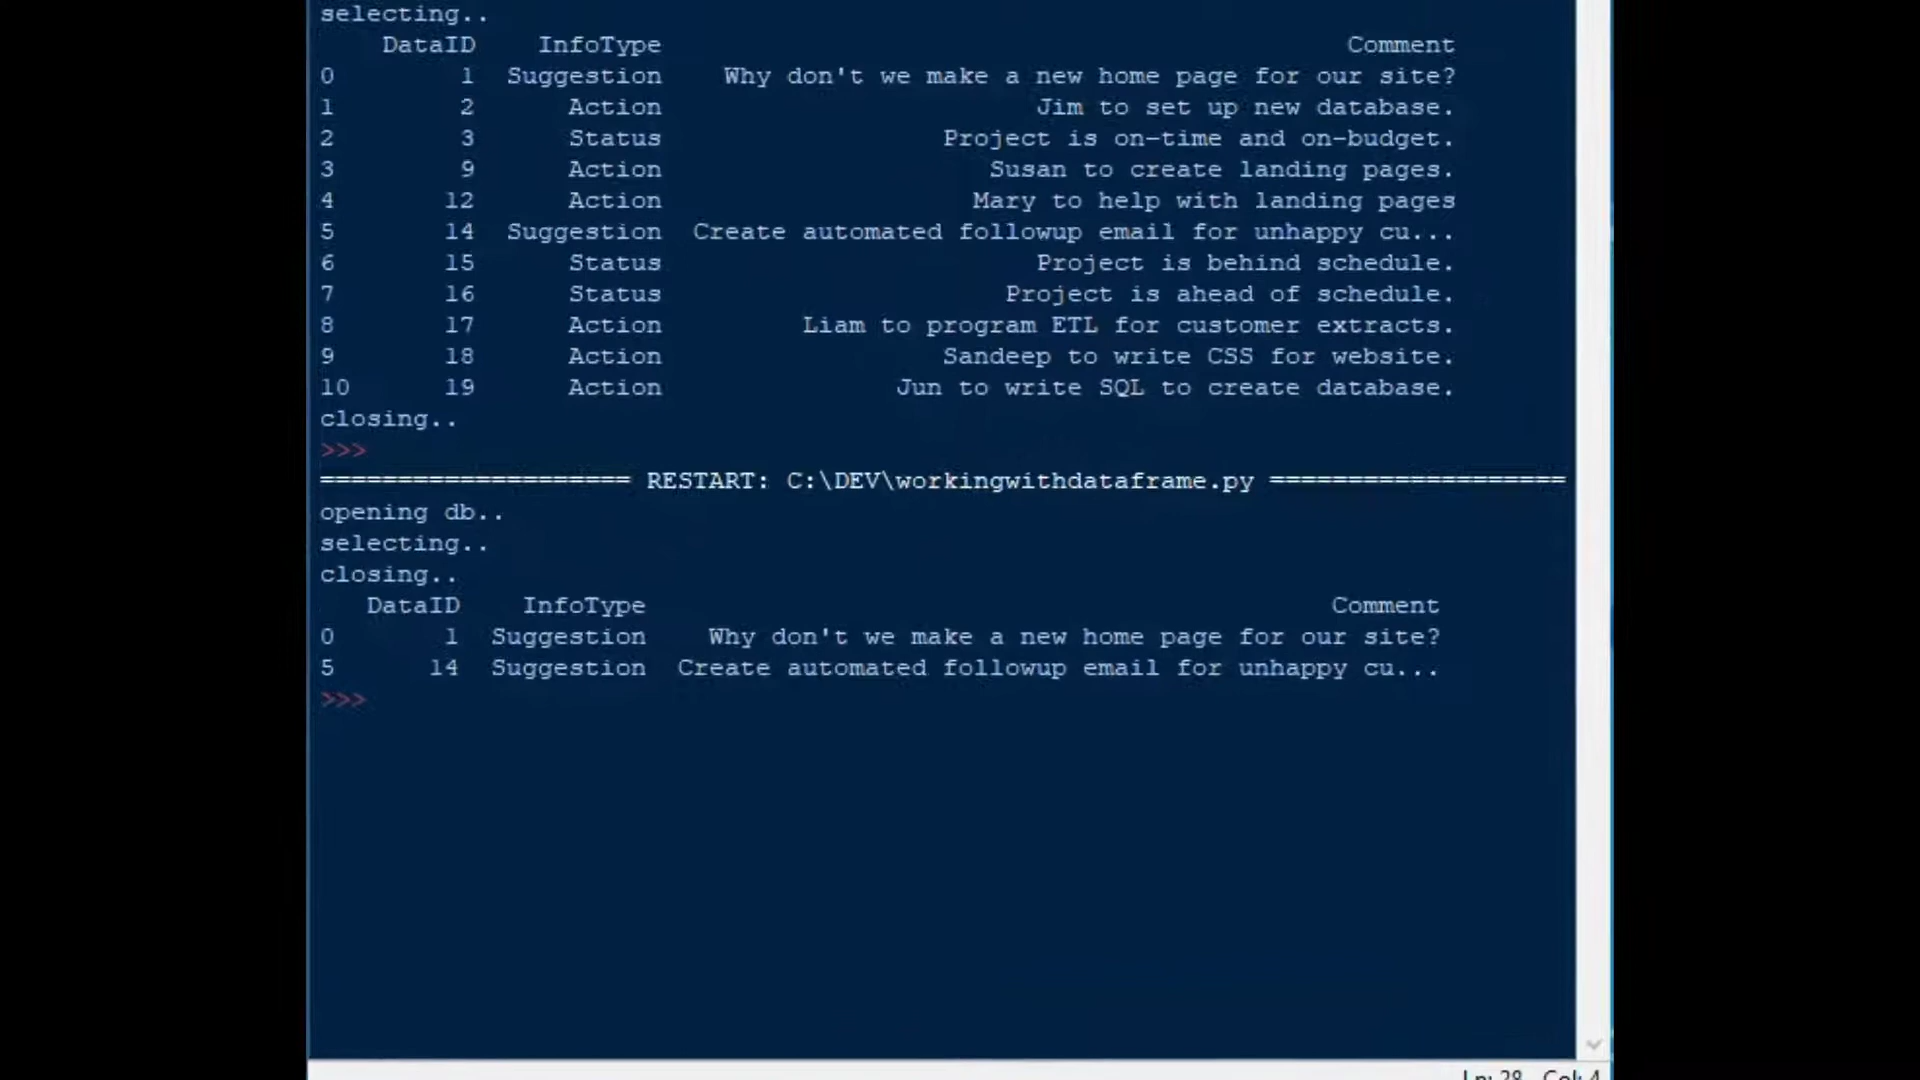 selecting..
DataID InfoType Comment
0 1 Suggestion Why don't we make a new home page for our site?
1 2 Action Jim to set up new database.
2 3 Status Project is on-time and on-budget.
3 9 Action Susan to create landing pages.
4 12 Action Mary to help with landing pages
5 14 Suggestion Create automated followup email for unhappy cu...
6 15 Status Project is behind schedule.
7 16 Status Project is ahead of schedule.
8 17 Action Liam to program ETL for customer extracts.
9 18 Action Sandeep to write CSS for website.
10 19 Action Jun to write SQL to create database.
closing..
>>>
==================== RESTART: C:\DEV\workingwithdataframe.py ===================
opening db..
selecting..
closing..
DataID InfoType Comment
0 1 Suggestion Why don't we make a new home page for our site?
5 14 Suggestion Create automated followup email for unhappy cu...
>>>
Ln: 28 Col: 4